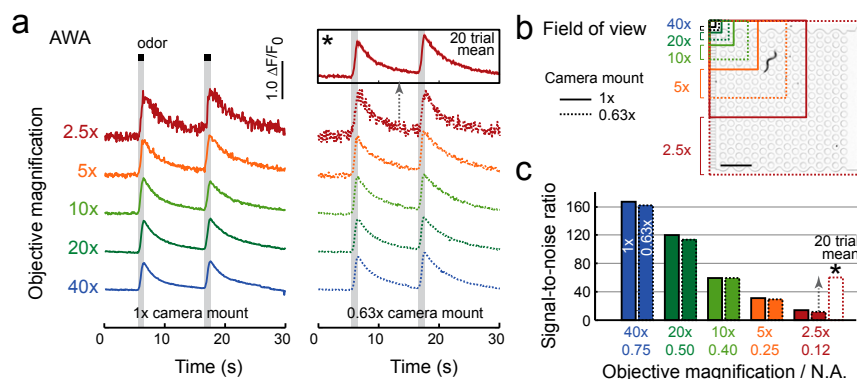 a
AWA
odor
1.0 ΔF/F0
Objective magnification
2.5x
5x
10x
20x
40x
1x camera mount
0 10 20 30
Time (s)
*
20 trial
mean
0.63x camera mount
0 10 20 30
Time (s)
b Field of view
Camera mount
1x
0.63x
40x
20x
10x
5x
2.5x
c
Signal-to-noise ratio
160
120
80
40
0
1x
0.63x
20 trial
mean
*
40x 20x 10x 5x 2.5x
0.75 0.50 0.40 0.25 0.12
Objective magnification / N.A.